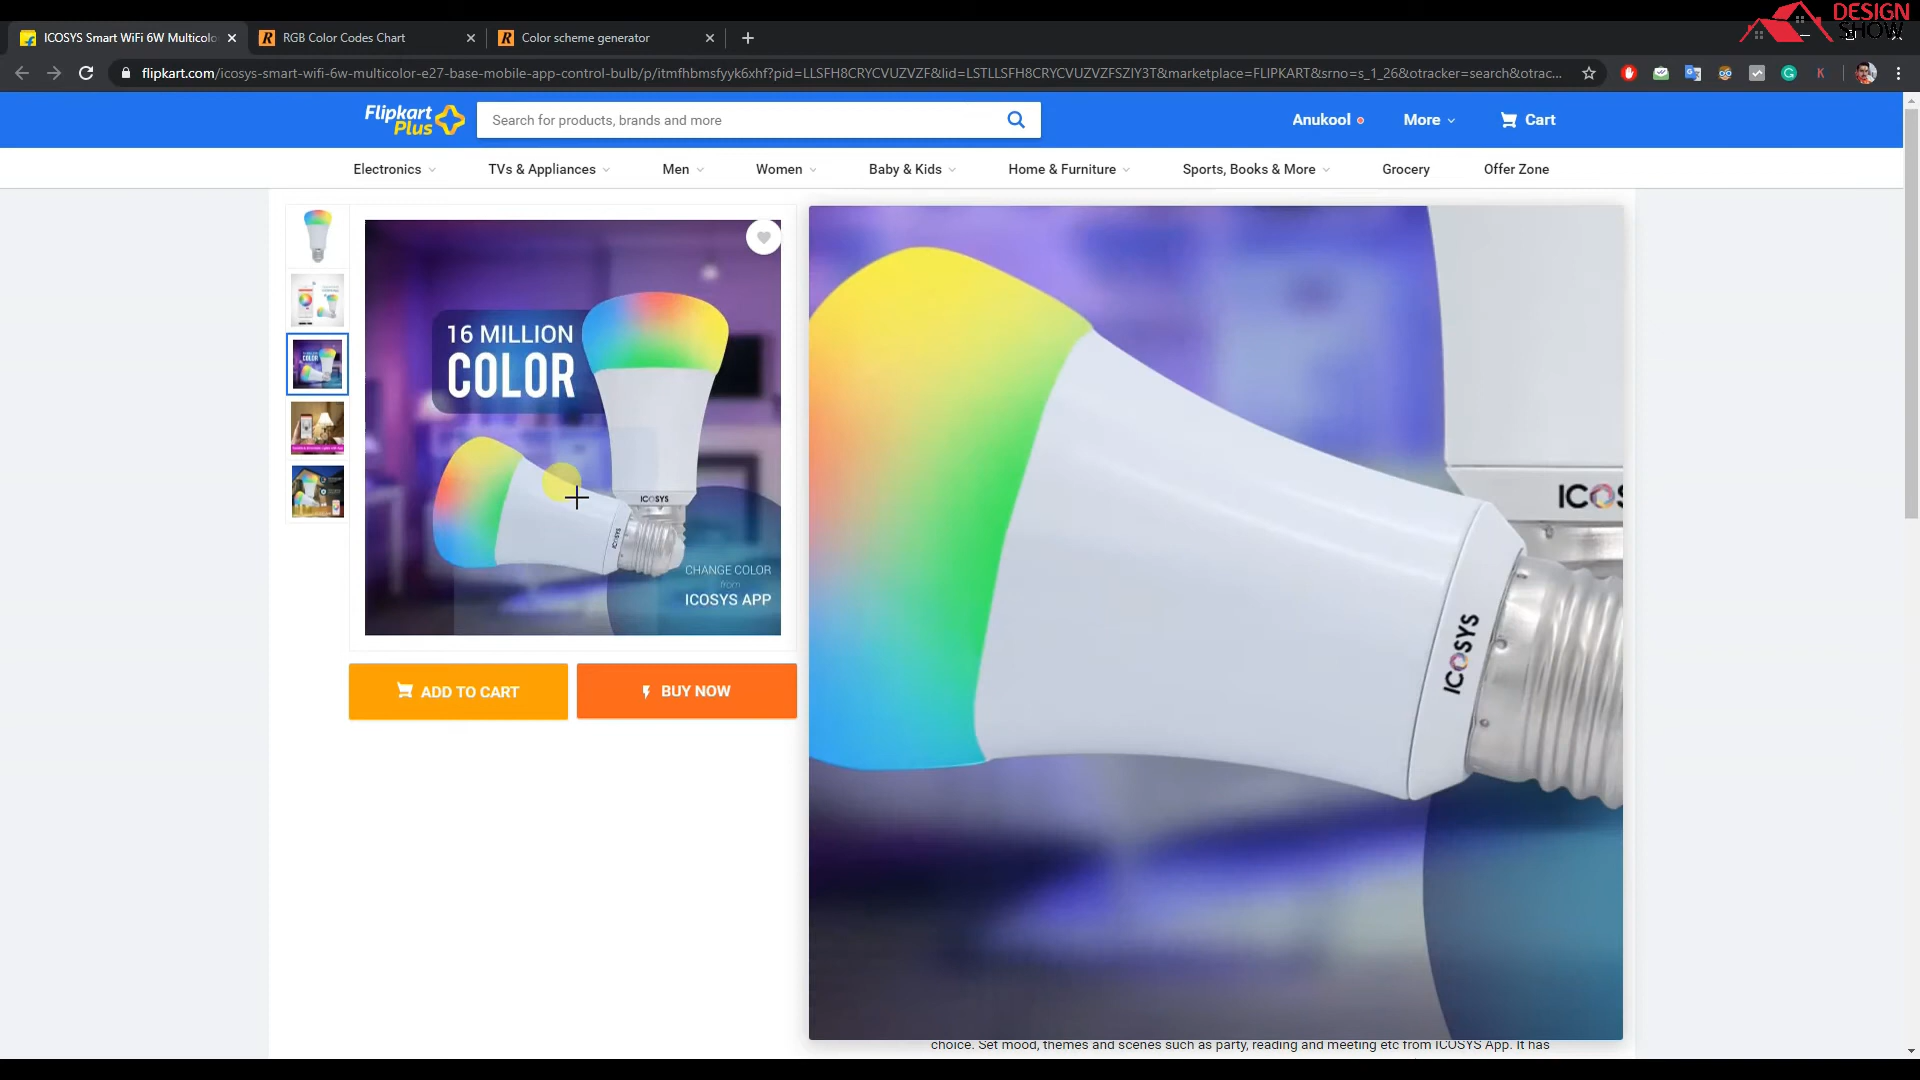 DESIGN
SHOW
ICOSYS Smart WiFi 6W Multicolo
RGB Color Codes Chart
Color scheme generator
flipkart.com/icosys-smart-wifi-6w-multicolor-e27-base-mobile-app-control-bulb/p/itmfhbmsfyyk6xhf?pid=LLSFH8CRYCVUZVZF&lid=LSTLLSFH8CRYCVUZVZFSZIY3T&marketplace=FLIPKART&srno=s_1_26&otracker=search&otrac...
Flipkart
Plus
Search for products, brands and more
Anukool
More
Cart
Electronics
TVs & Appliances
Men
Women
Baby & Kids
Home & Furniture
Sports, Books & More
Grocery
Offer Zone
16 MILLION
COLOR
ICOSYS
ICOSYS
CHANGE COLOR
from
ICOSYS APP
ICOS
ICOSYS
ADD TO CART
BUY NOW
choice. Set mood, themes and scenes such as party, reading and meeting etc from ICOSYS App. It has